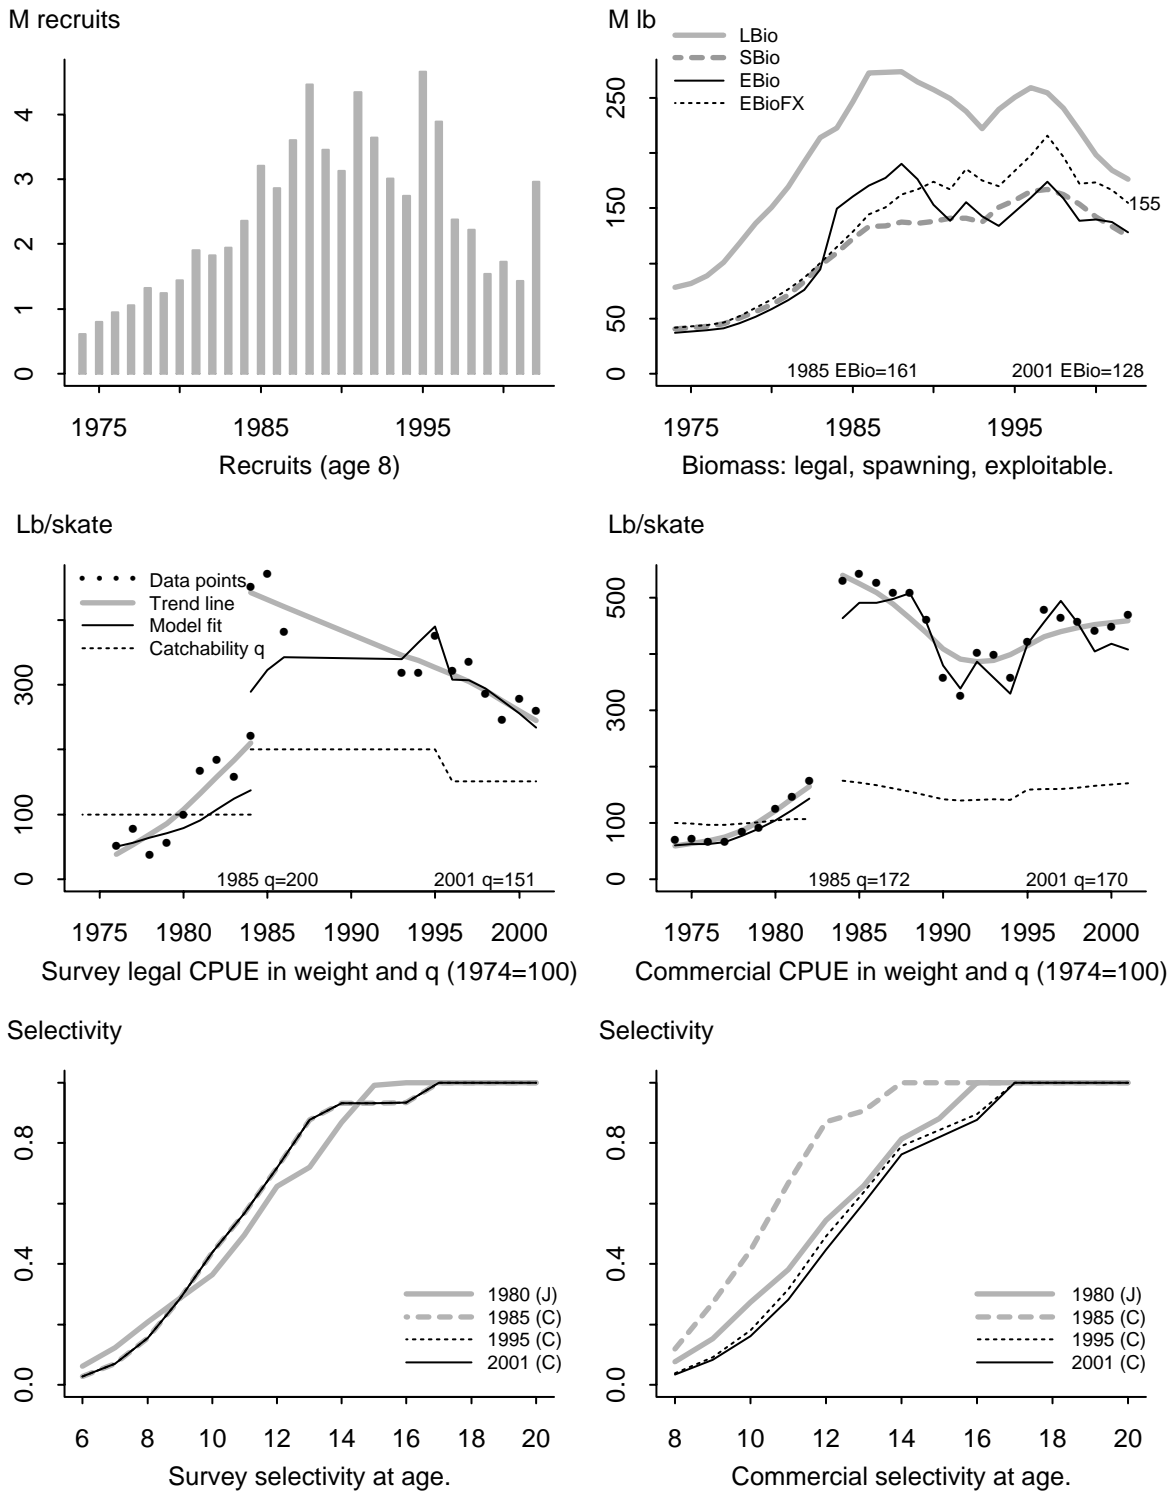 M recruits
4
3
2
1
0
1975 1985 1995
Recruits (age 8)
M lb
LBio
SBio
EBio
EBioFX
250
150
50
0
155
1985 EBio=161 2001 EBio=128
1975 1985 1995
Biomass: legal, spawning, exploitable.
Lb/skate
Data points
Trend line
Model fit
Catchability q
300
100
0
1985 q=200 2001 q=151
1975 1980 1985 1990 1995 2000
Survey legal CPUE in weight and q (1974=100)
Lb/skate
500
300
100
0
1985 q=172 2001 q=170
1975 1980 1985 1990 1995 2000
Commercial CPUE in weight and q (1974=100)
Selectivity
0.8
0.4
0.0
1980 (J)
1985 (C)
1995 (C)
2001 (C)
6 8 10 12 14 16 18 20
Survey selectivity at age.
Selectivity
0.8
0.4
0.0
1980 (J)
1985 (C)
1995 (C)
2001 (C)
8 10 12 14 16 18 20
Commercial selectivity at age.